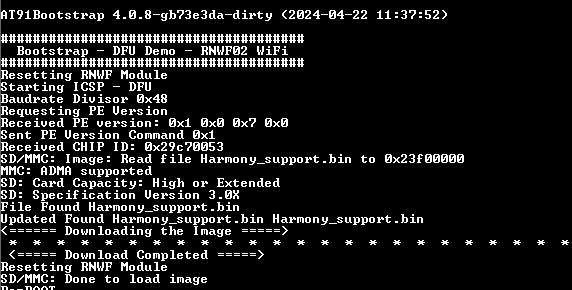 AT91Bootstrap 4.0.8-gb73e3da-dirty (2024-04-22 11:37:52)
######################################
Bootstrap - DFU Demo - RNWF02 WiFi
######################################
Resetting RNWF Module
Starting ICSP - DFU
Baudrate Divisor 0x48
Requesting PE Version
Received PE version: 0x1 0x0 0x7 0x0
Sent PE Version Command 0x1
Received CHIP ID: 0x29c70053
SD/MMC: Image: Read file Harmony_support.bin to 0x23f00000
MMC: ADMA supported
SD: Card Capacity: High or Extended
SD: Specification Version 3.0X
File Found Harmony_support.bin
Updated Found Harmony_support.bin Harmony_support.bin
<====== Downloading the Image =====>
* * * * * * * * * * * * * * * * * * * * * * * *
<===== Download Completed =====>
Resetting RNWF Module
SD/MMC: Done to load image